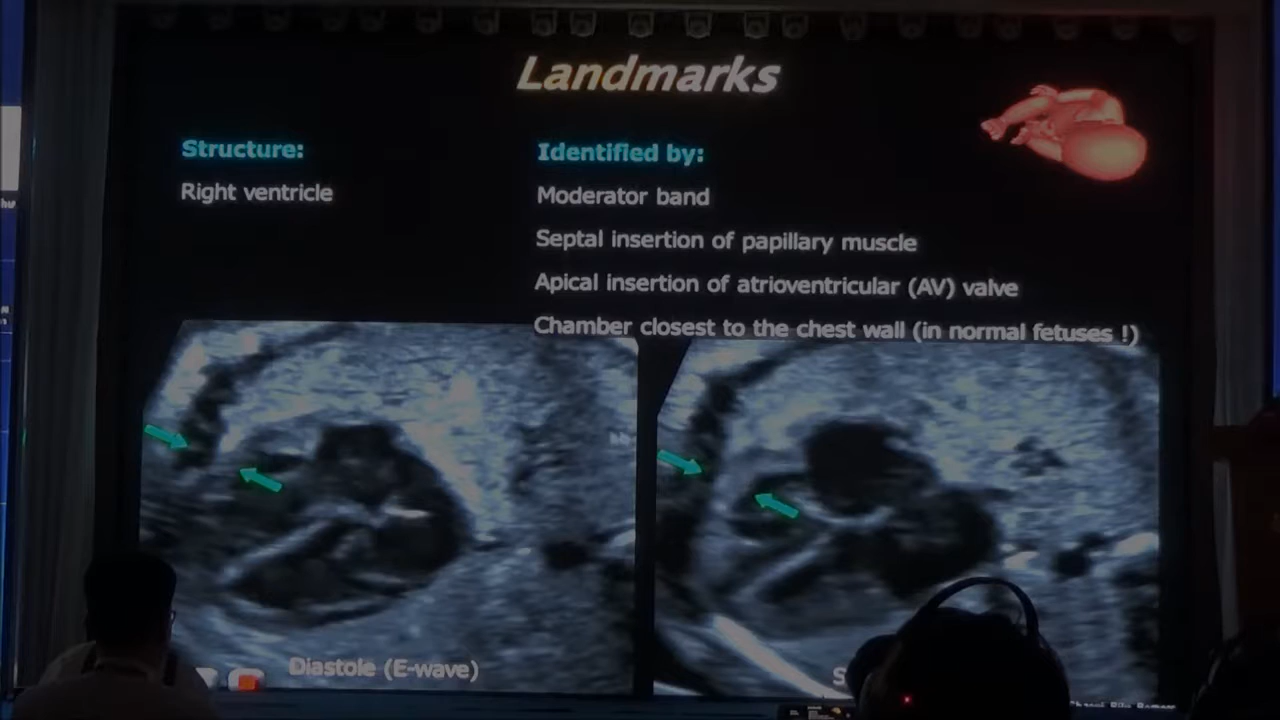 Landmarks
Structure:
Identified by:
Right ventricle
Moderator band
Septal insertion of papillary muscle
Apical insertion of atrioventricular (AV) valve
Chamber closest to the chest wall (in normal fetuses !)
Diastole (E-wave)
S